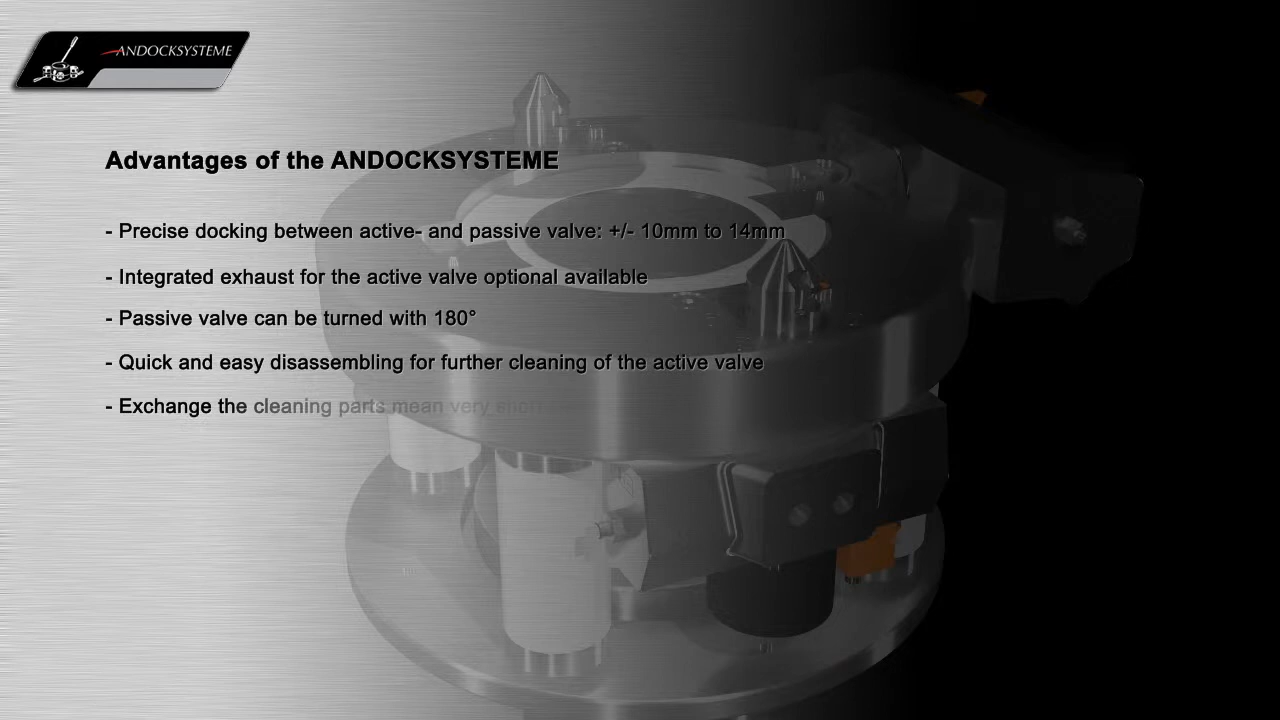 ANDOCKSYSTEME
Advantages of the ANDOCKSYSTEME
- Precise docking between active- and passive valve: +/- 10mm to 14mm
- Integrated exhaust for the active valve optional available
- Passive valve can be turned with 180°
- Quick and easy disassembling for further cleaning of the active valve
- Exchange the cleaning parts mean very short